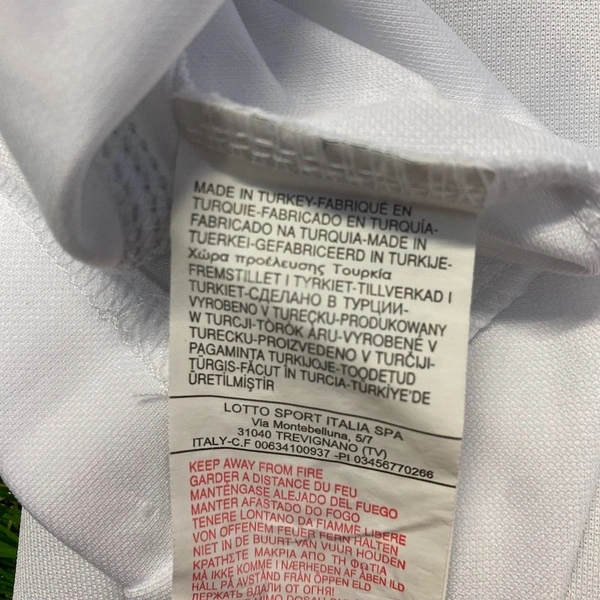 MADE IN TURKEY-FABRIQUÉ EN
TURQUIE-FABRICADO EN TURQUÍA-
FABRICADO NA TURQUIA-MADE IN
TUERKEI-GEFABRICEERD IN TURKIJE-
Χώρα προέλευσης Τουρκία
FREMSTILLET I TYRKIET-TILLVERKAD I
TURKIET-СДЕЛАНО В ТУРЦИИ-
VYROBENO V TURECKU-PRODUKOWANY
W TURCJI-TÖRÖK ÁRU-VYROBENÉ V
TURECKU-PROIZVEDENO V TURČIJI-
PAGAMINTA TURKIJOJE-TOODETUD
TÜRGIS-FĂCUT ÎN TURCIA-TÜRKİYE'DE
ÜRETİLMİŞTİR
LOTTO SPORT ITALIA SPA
Via Montebelluna, 5/7
31040 TREVIGNANO (TV)
ITALY-C.F 00634100937 -PI 03456770266
KEEP AWAY FROM FIRE
GARDER A DISTANCE DU FEU
MANTÉNGASE ALEJADO DEL FUEGO
MANTER AFASTADO DO FOGO
TENERE LONTANO DA FIAMME LIBERE
VON OFFENEM FEUER FERN HALTEN
NIET IN DE BUURT VAN VUUR HOUDEN
ΚΡΑΤΗΣΤΕ ΜΑΚΡΙΑ ΑΠΟ ΤΗ ΦΩΤΙΑ
MÅ IKKE KOMME I NÆRHEDEN AF ÅBEN ILD
HÅLL PÅ AVSTÅND FRÅN ÖPPEN ELD
ДЕРЖАТЬ ВДАЛИ ОТ ОГНЯ!